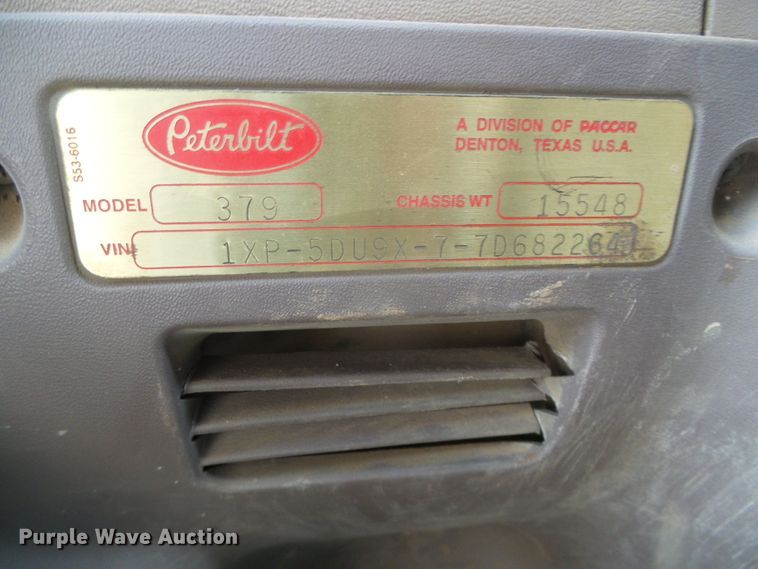 S53-6016
Peterbilt
A DIVISION OF PACCAR
DENTON, TEXAS U.S.A.
MODEL 379 CHASSIS WT 15548
VIN# 1XP-5DU9X-7-7D682264
Purple Wave Auction